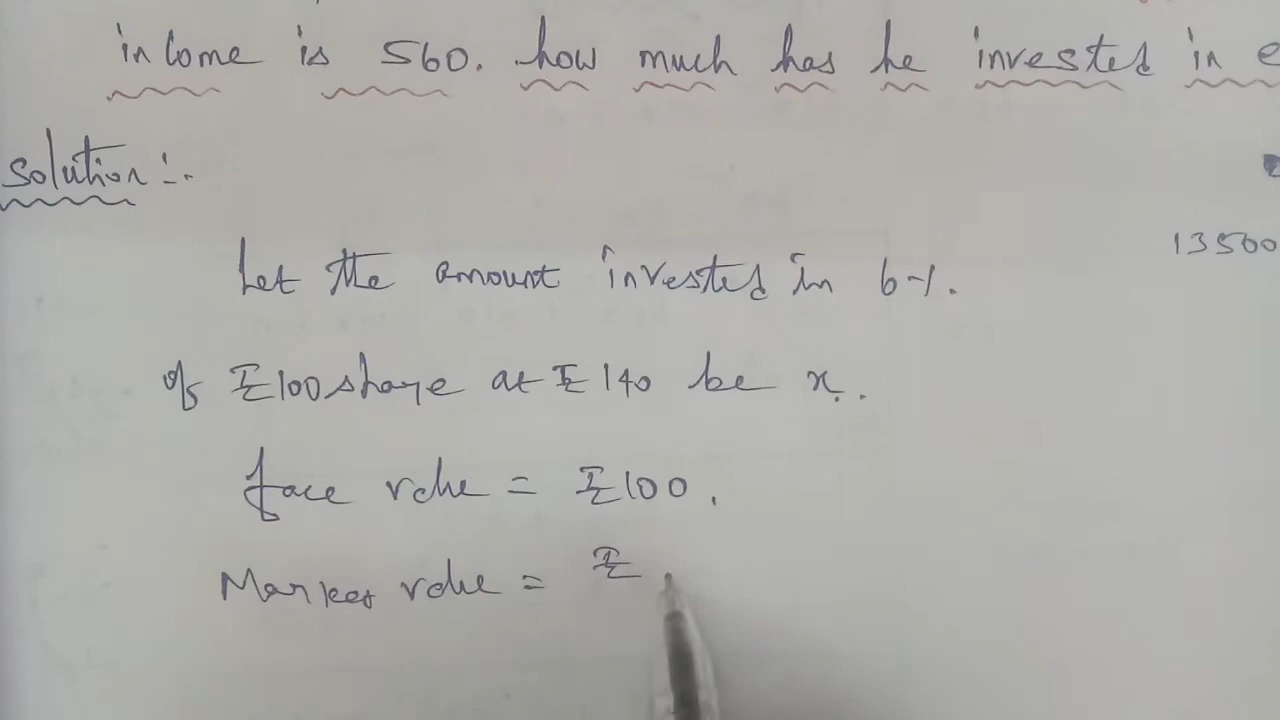 income is 560. how much has he invested in e
solution :-
13500
Let the amount invested in 6%.
of ₹100 share at ₹ 140 be x.
face value = ₹100.
Market value = ₹